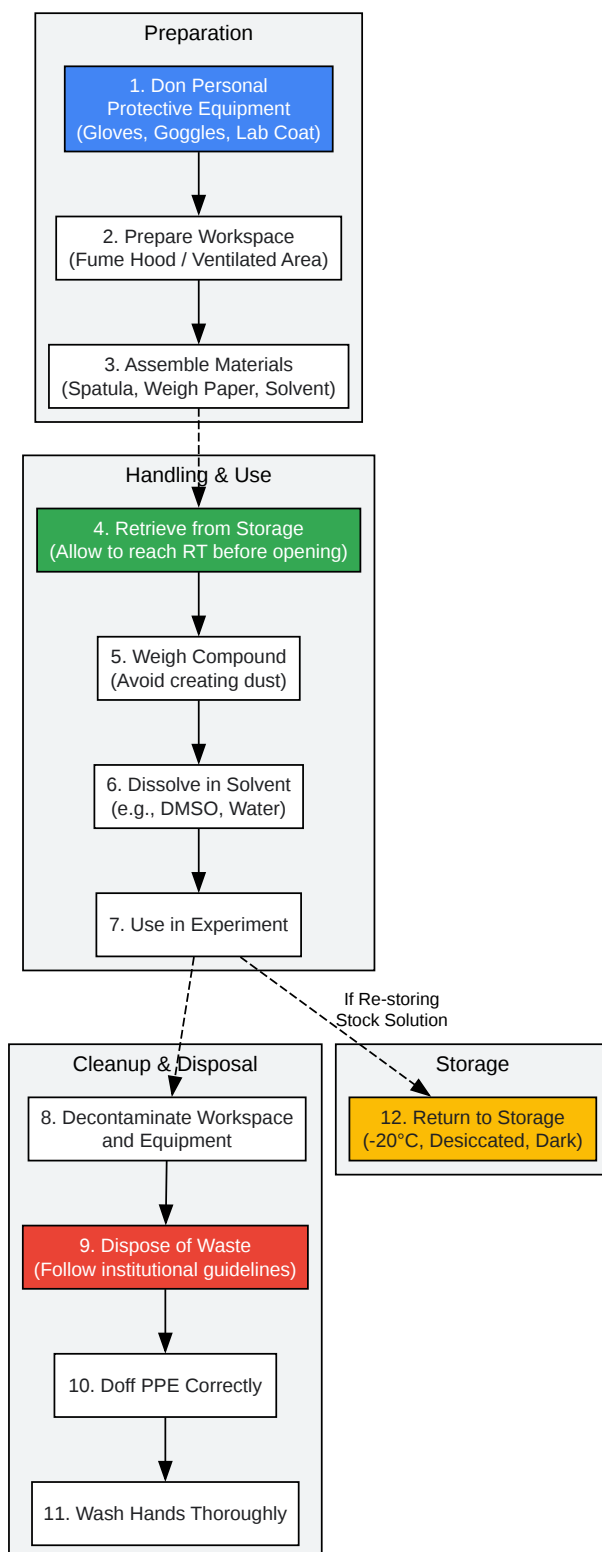 Preparation
1. Don Personal
Protective Equipment
(Gloves, Goggles, Lab Coat)
2. Prepare Workspace
(Fume Hood / Ventilated Area)
3. Assemble Materials
(Spatula, Weigh Paper, Solvent)
Handling & Use
4. Retrieve from Storage
(Allow to reach RT before opening)
5. Weigh Compound
(Avoid creating dust)
6. Dissolve in Solvent
(e.g., DMSO, Water)
7. Use in Experiment
If Re-storing
Stock Solution
Cleanup & Disposal
8. Decontaminate Workspace
and Equipment
9. Dispose of Waste
(Follow institutional guidelines)
10. Doff PPE Correctly
11. Wash Hands Thoroughly
Storage
12. Return to Storage
(-20°C, Desiccated, Dark)